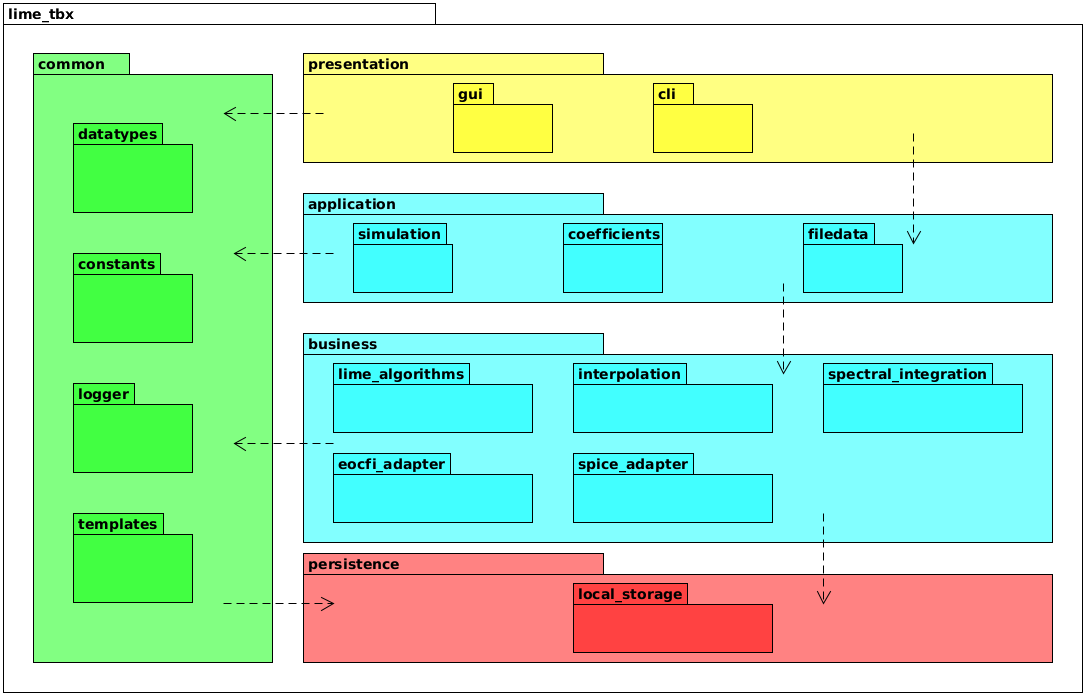 lime_tbx
common
datatypes
constants
logger
templates
presentation
gui
cli
application
simulation
coefficients
filedata
business
lime_algorithms
interpolation
spectral_integration
eocfi_adapter
spice_adapter
persistence
local_storage